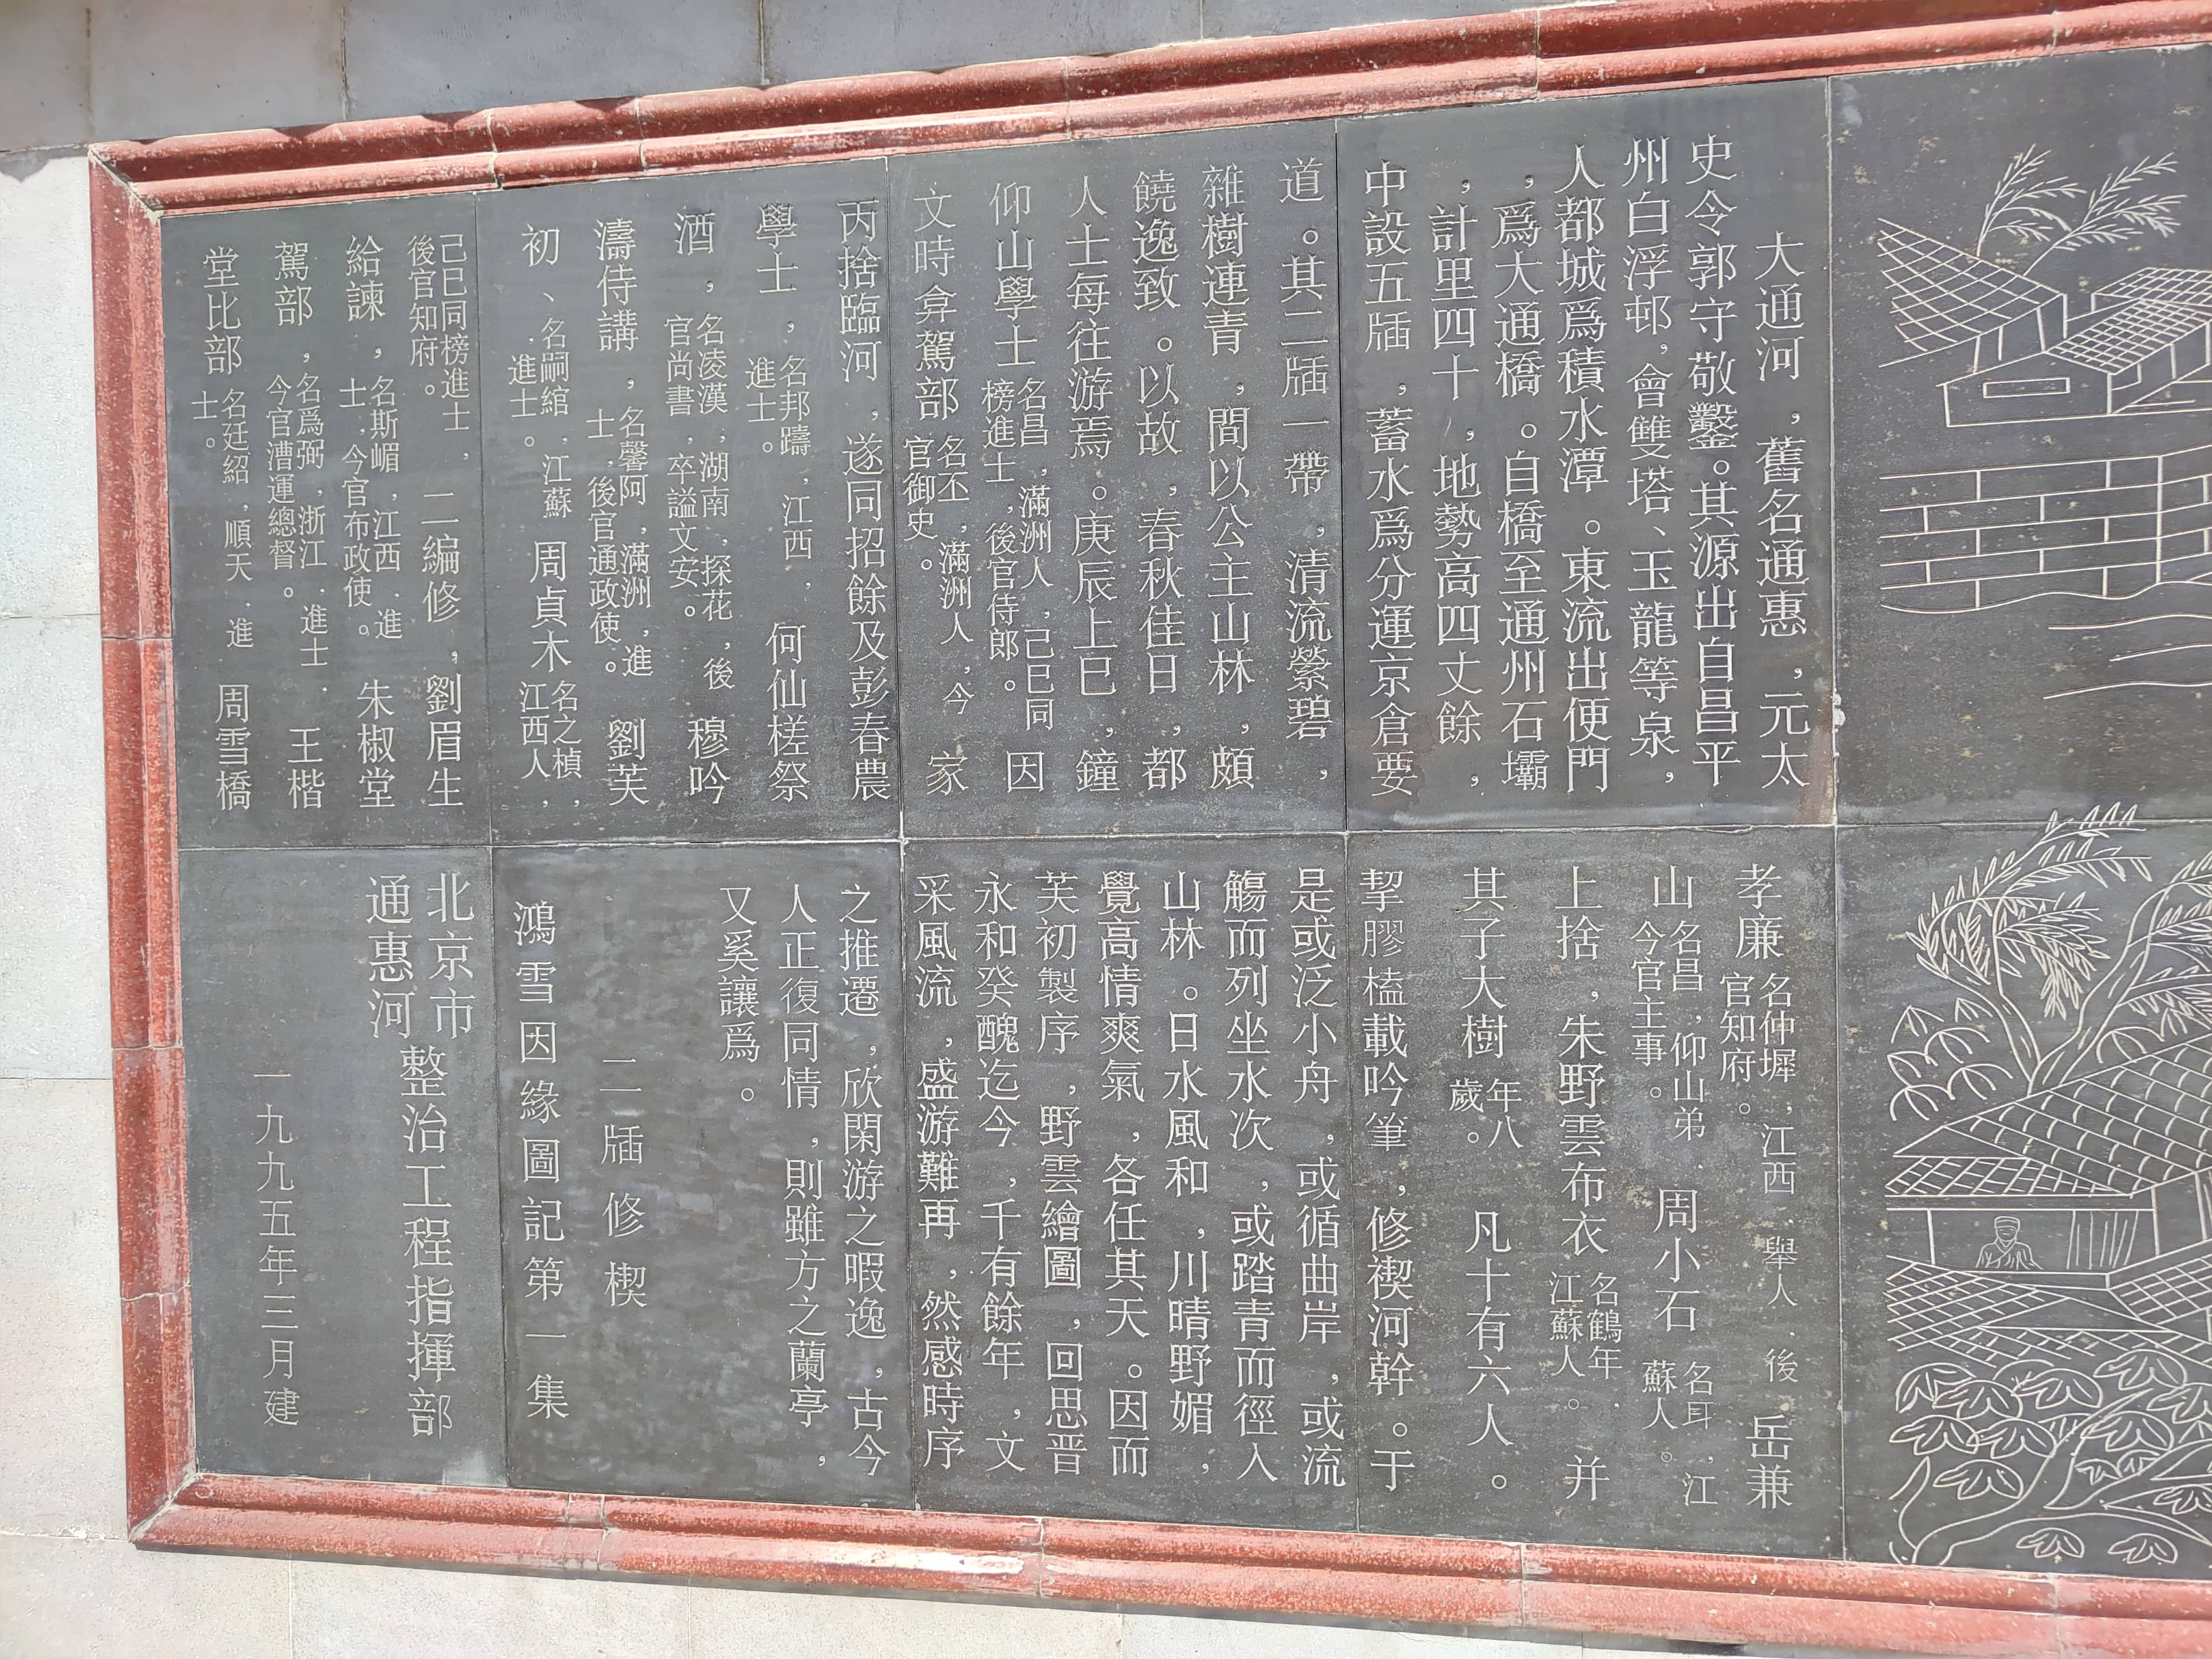 大通河，舊名通惠，元太
史令郭守敬鑿。其源出自昌平
州白浮邨，會雙塔、玉龍等泉，
人都城爲積水潭。東流出便門
，爲大通橋。自橋至通州石壩
，計里四十，地勢高四丈餘，
中設五牐，蓄水爲分運京倉要
道。其二牐一帶，清流縈碧，
雜樹連青，間以公主山林，頗
饒逸致。以故，春秋佳日，都
人士每往游焉。庚辰上巳，鐘
仰山學士名昌，滿洲人，己巳同榜進士，後官侍郎。因
文時弇駕部名丕，滿洲人，今官御史。家
丙捨臨河，遂同招餘及彭春農
學士，名邦疇，江西，進士。何仙槎祭
酒，名凌漢，湖南，探花，後官尚書，卒謚文安。穆吟
濤侍講，名馨阿，滿洲，進士，後官通政使。劉芙
初、名嗣綰，江蘇，進士。周貞木名之楨，江西人，
己巳同榜進士，後官知府。二編修，劉眉生
給諫，名斯嵋，江西，進士，今官布政使。朱椒堂
駕部，名爲弼，浙江，進士，今官漕運總督。王楷
堂比部名廷紹，順天，進士。周雪橋
孝廉名仲墀，江西，舉人，後官知府。岳兼
山名昌，仰山弟，今官主事。周小石名耳，江蘇人。
上捨，朱野雲布衣名鶴年，江蘇人。并
其子大樹年八歲。凡十有六人。
挈膠榼載吟筆，修禊河幹。于
是或泛小舟，或循曲岸，或流
觴而列坐水次，或踏青而徑入
山林。日水風和，川晴野媚，
覺高情爽氣，各任其天。因而
芙初製序，野雲繪圖，回思晋
永和癸醜迄今，千有餘年，文
采風流，盛游難再，然感時序
之推遷，欣閑游之暇逸，古今
人正復同情，則雖方之蘭亭，
又奚讓爲。
二牐修禊
鴻雪因緣圖記第一集
北京市
通惠河
整治工程指揮部
一九九五年三月建